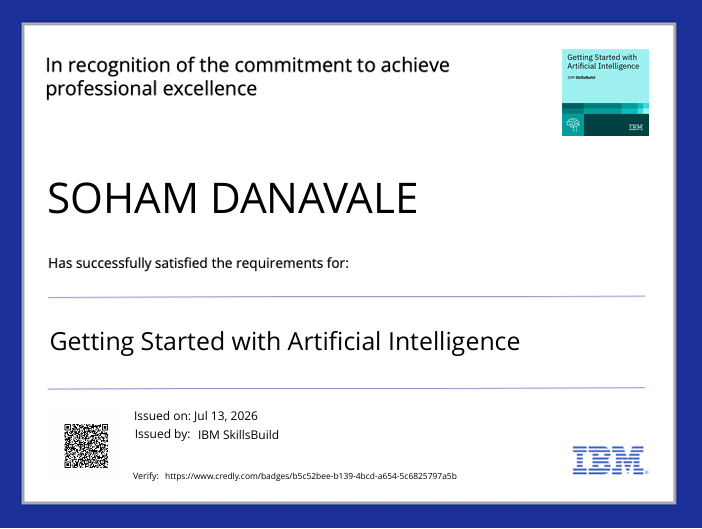 In recognition of the commitment to achieve
professional excellence
Getting Started with
Artificial Intelligence
IBM SkillsBuild
IBM
SOHAM DANAVALE
Has successfully satisfied the requirements for:
Getting Started with Artificial Intelligence
Issued on: Jul 13, 2026
Issued by: IBM SkillsBuild
Verify: https://www.credly.com/badges/b5c52bee-b139-4bcd-a654-5c6825797a5b
IBM